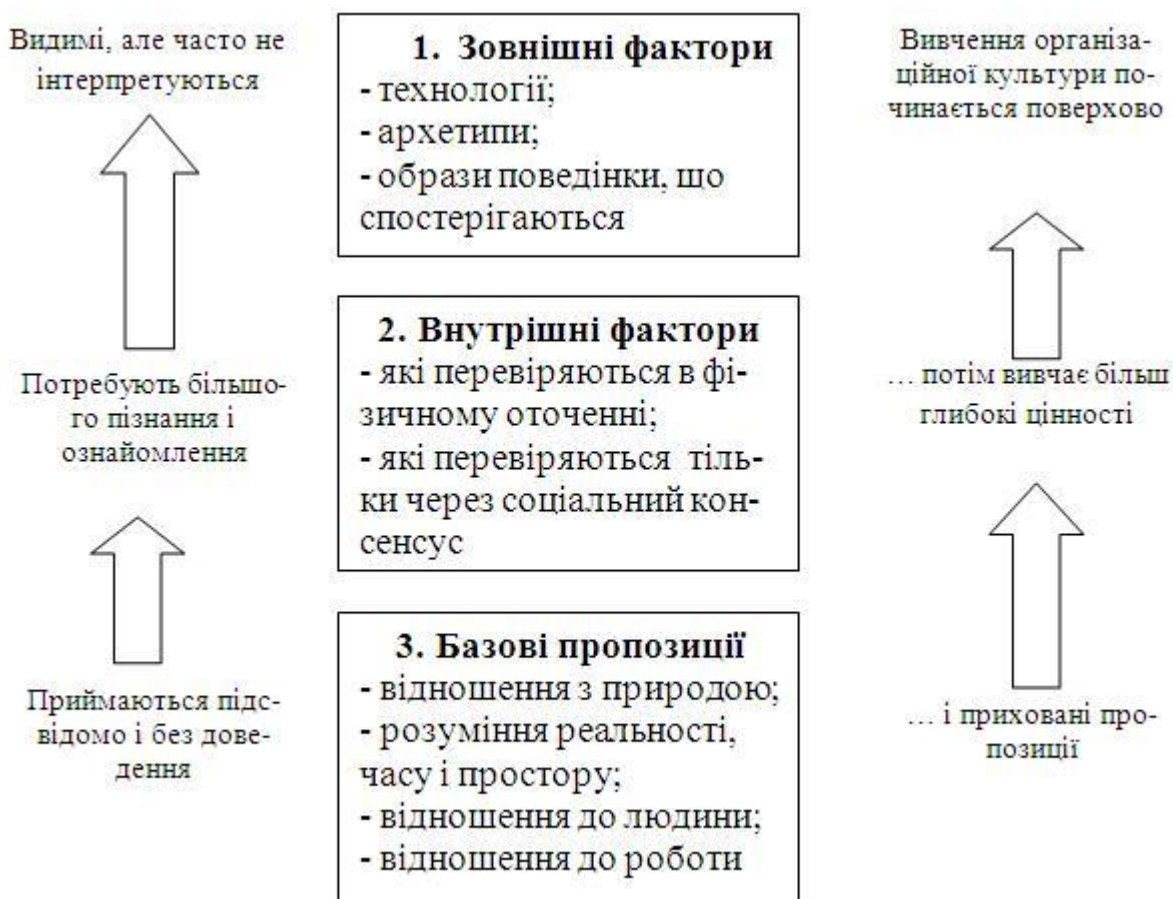 Видимі, але часто не
інтерпретуються
1. Зовнішні фактори
- технології;
- архетипи;
- образи поведінки, що
спостерігаються
Вивчення організа-
ційної культури по-
чинається поверхово
Потребують більшо-
го пізнання і
ознайомлення
2. Внутрішні фактори
- які перевіряються в фі-
зичному оточенні;
- які перевіряються тіль-
ки через соціальний кон-
сенсус
… потім вивчає більш
глибокі цінності
Приймаються підс-
відомо і без дове-
дення
3. Базові пропозиції
- відношення з природою;
- розуміння реальності,
часу і простору;
- відношення до людини;
- відношення до роботи
… і приховані про-
позиції